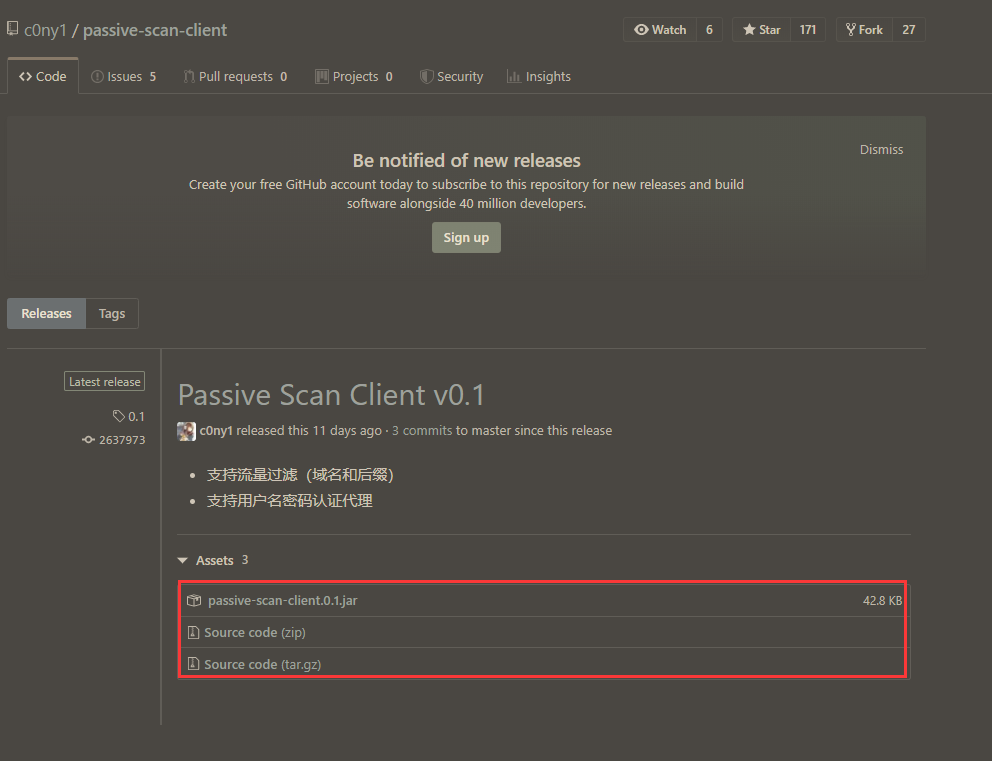 c0ny1 / passive-scan-client
Watch 6 Star 171 Fork 27
Code Issues 5 Pull requests 0 Projects 0 Security Insights
Be notified of new releases
Dismiss
Create your free GitHub account today to subscribe to this repository for new releases and build
software alongside 40 million developers.
Sign up
Releases Tags
Latest release
0.1
2637973
Passive Scan Client v0.1
c0ny1 released this 11 days ago · 3 commits to master since this release
支持流量过滤（域名和后缀）
支持用户名密码认证代理
Assets 3
passive-scan-client.0.1.jar 42.8 KB
Source code (zip)
Source code (tar.gz)